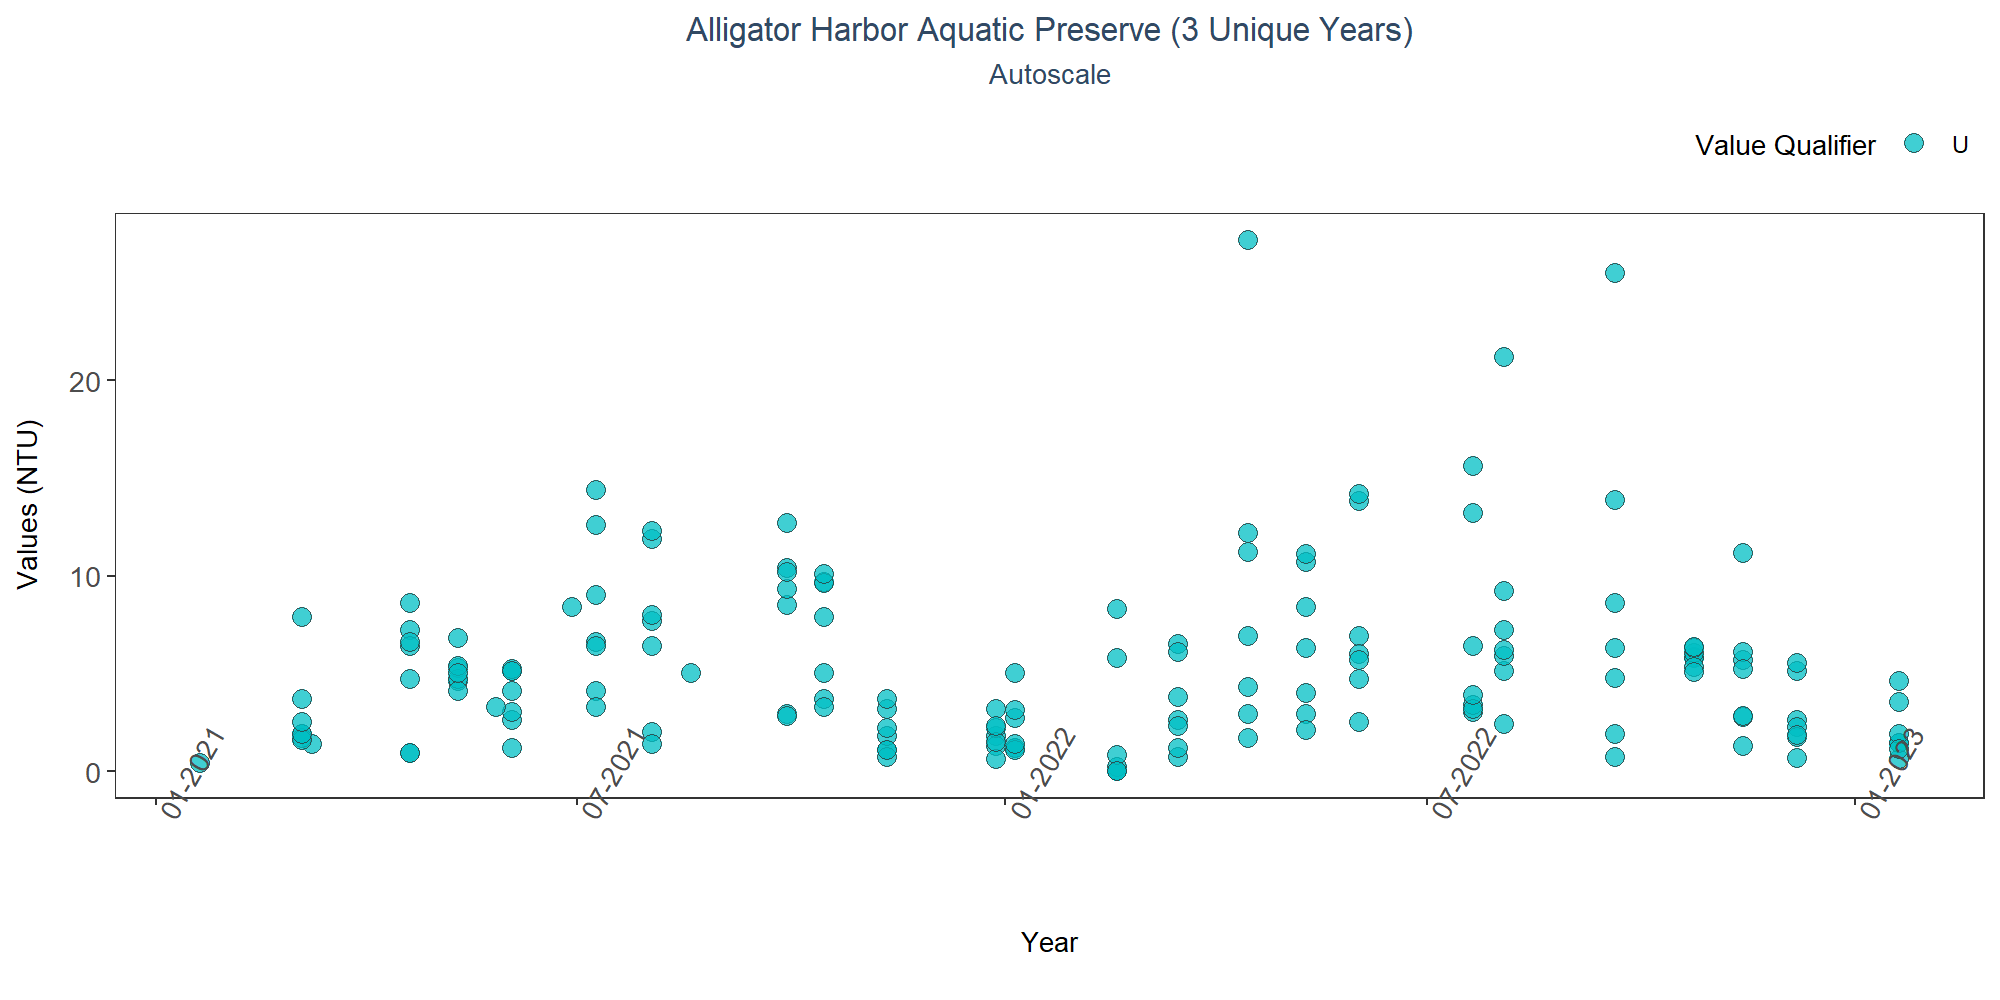 Alligator Harbor Aquatic Preserve (3 Unique Years)
Autoscale
Value Qualifier U
Values (NTU)
20
10
0
01-2021
07-2021
01-2022
07-2022
01-2023
Year